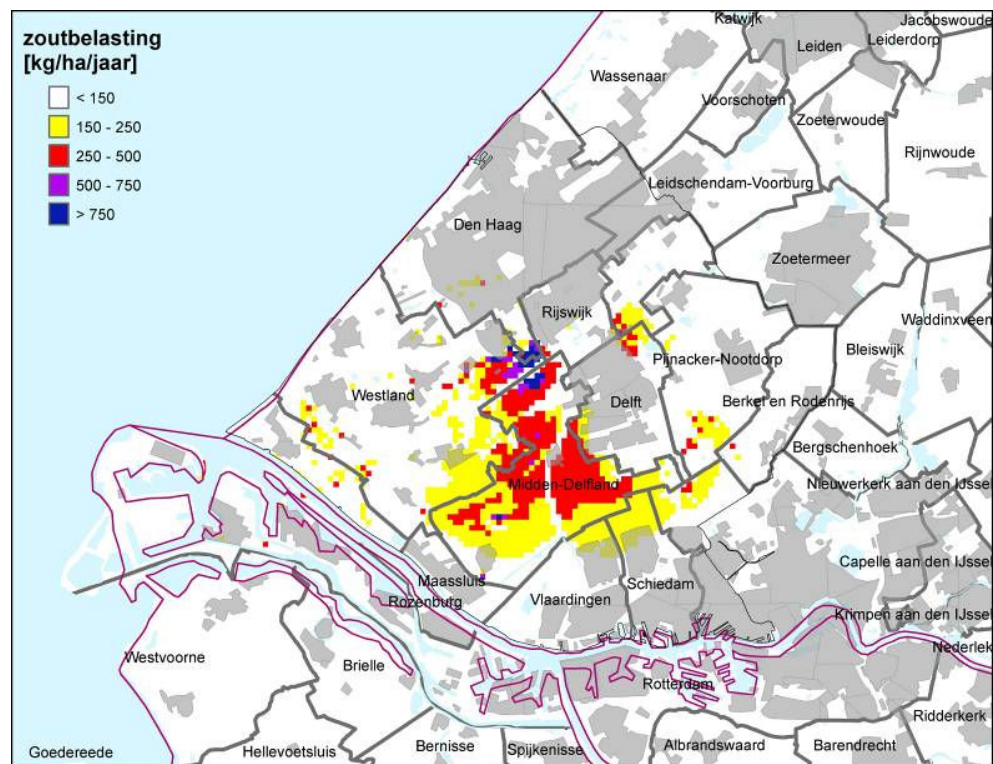 zoutbelasting
[kg/ha/jaar]
< 150
150 - 250
250 - 500
500 - 750
> 750
Katwijk
Jacobswoude
Leiden
Leiderdorp
Wassenaar
Voorschoten
Zoeterwoude
Rijnwoude
Leidschendam-Voorburg
Den Haag
Zoetermeer
Rijswijk
Waddinxveen
Bleiswijk
Pijnacker-Nootdorp
Westland
Delft
Berkel en Rodenrijs
Bergschenhoek
Midden-Delfland
Nieuwerkerk aan den IJssel
Capelle aan den IJssel
Maassluis
Schiedam
Rozenburg
Vlaardingen
Krimpen aan den IJssel
Nederlek
Westvoorne
Brielle
Rotterdam
Ridderkerk
Goedereede
Hellevoetsluis
Bernisse
Spijkenisse
Albrandswaard
Barendrecht